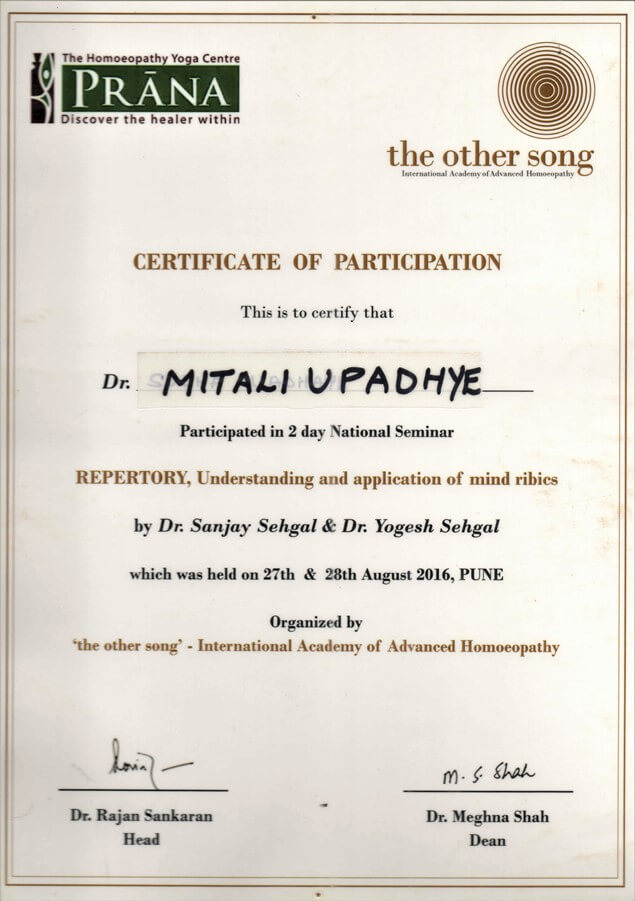 The Homoeopathy Yoga Centre
PRĀNA
Discover the healer within
the other song
International Academy of Advanced Homoeopathy
CERTIFICATE OF PARTICIPATION
This is to certify that
Dr. MITALI UPADHYE
Participated in 2 day National Seminar
REPERTORY, Understanding and application of mind ribics
by Dr. Sanjay Sehgal & Dr. Yogesh Sehgal
which was held on 27th & 28th August 2016, PUNE
Organized by
'the other song' - International Academy of Advanced Homoeopathy
M. S. Shah
Dr. Rajan Sankaran
Head
Dr. Meghna Shah
Dean